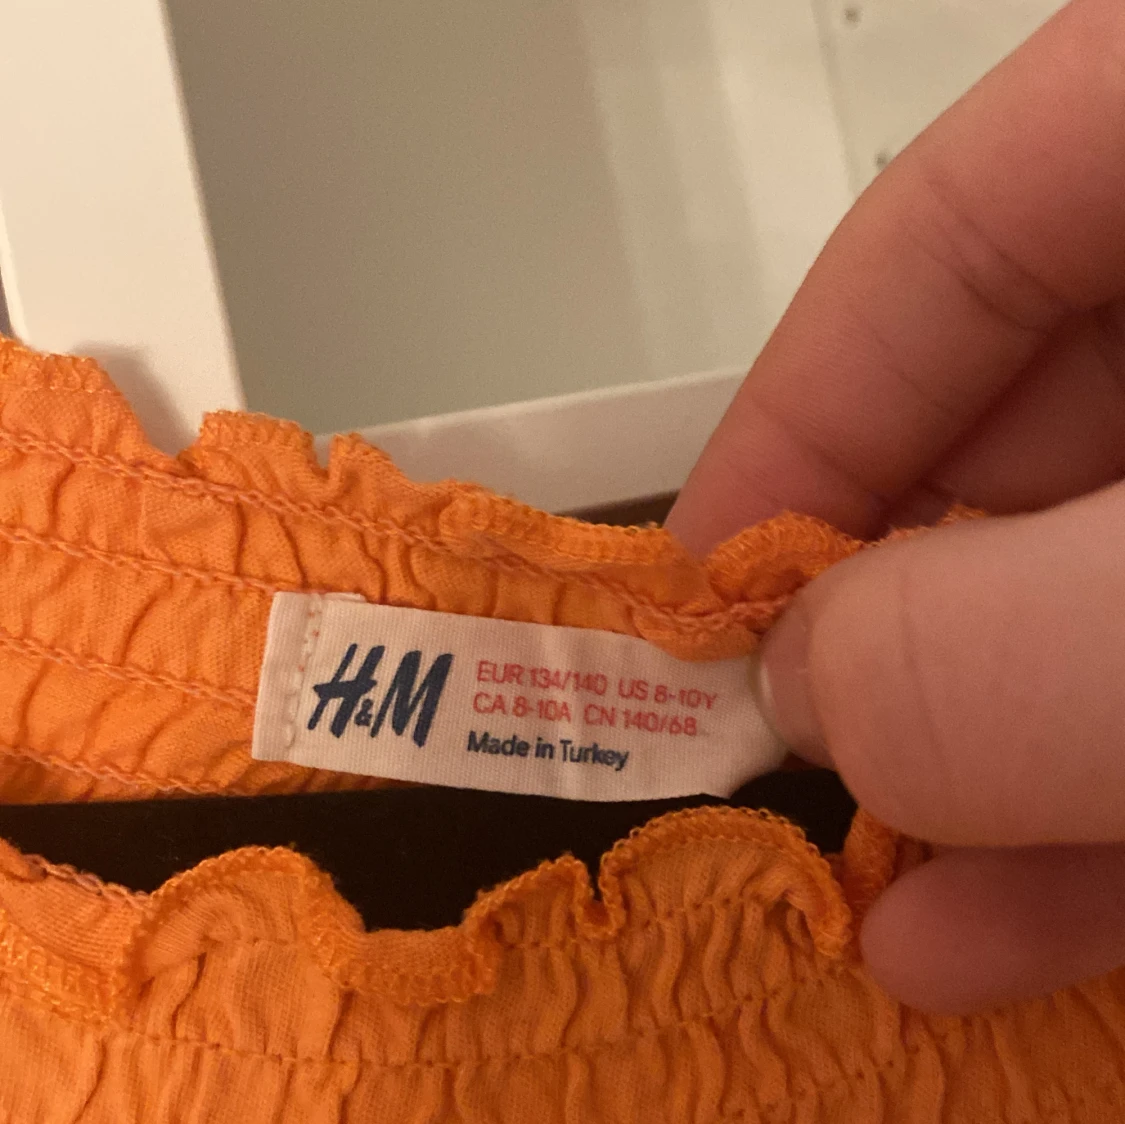 H&M
EUR 134/140 US 8-10Y
CA 8-10A CN 140/68
Made in Turkey